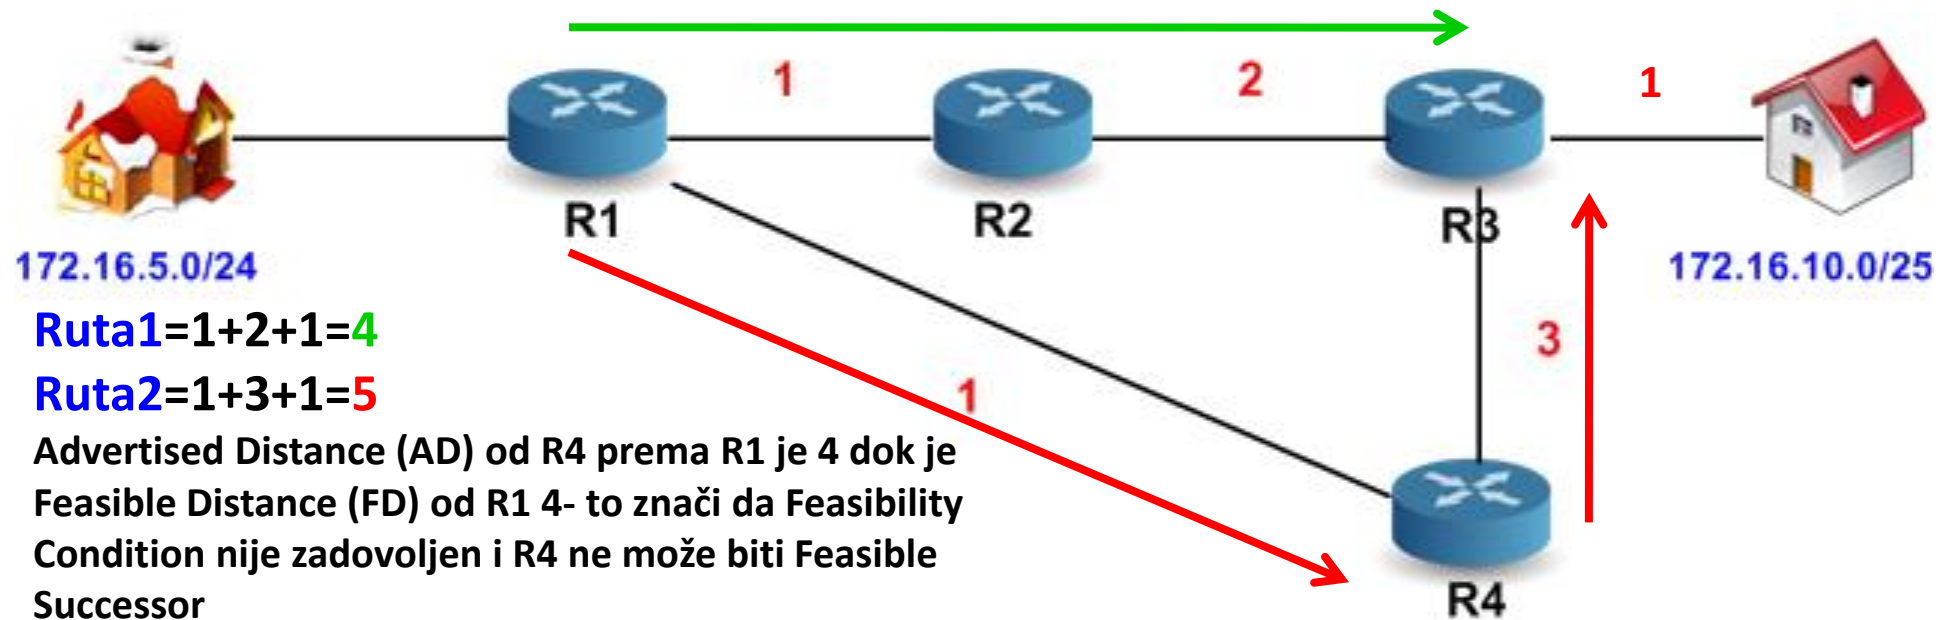 1
2
1
R1
R2
R3
172.16.5.0/24
172.16.10.0/25
Ruta1=1+2+1=4
3
Ruta2=1+3+1=5
1
Advertised Distance (AD) od R4 prema R1 je 4 dok je
Feasible Distance (FD) od R1 4- to znači da Feasibility
Condition nije zadovoljen i R4 ne može biti Feasible
Successor
R4